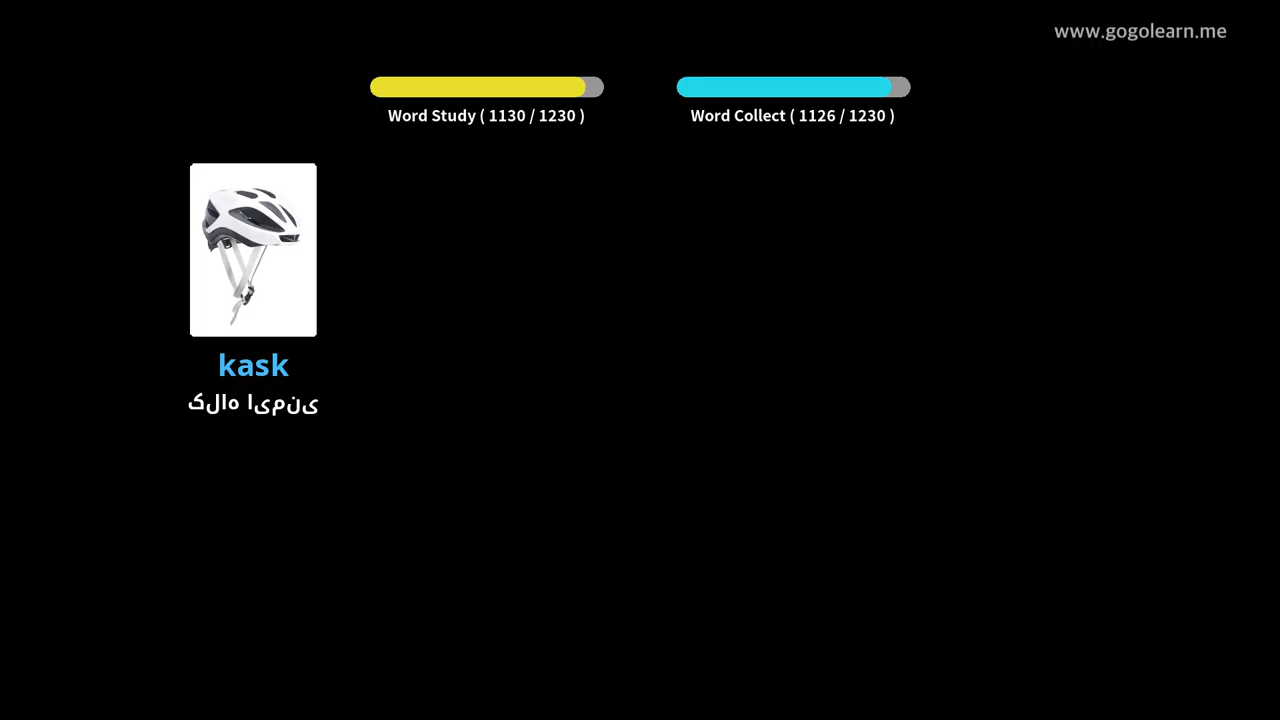 www.gogolearn.me
Word Study ( 1130 / 1230 )
Word Collect ( 1126 / 1230 )
kask
کلاه ایمنی